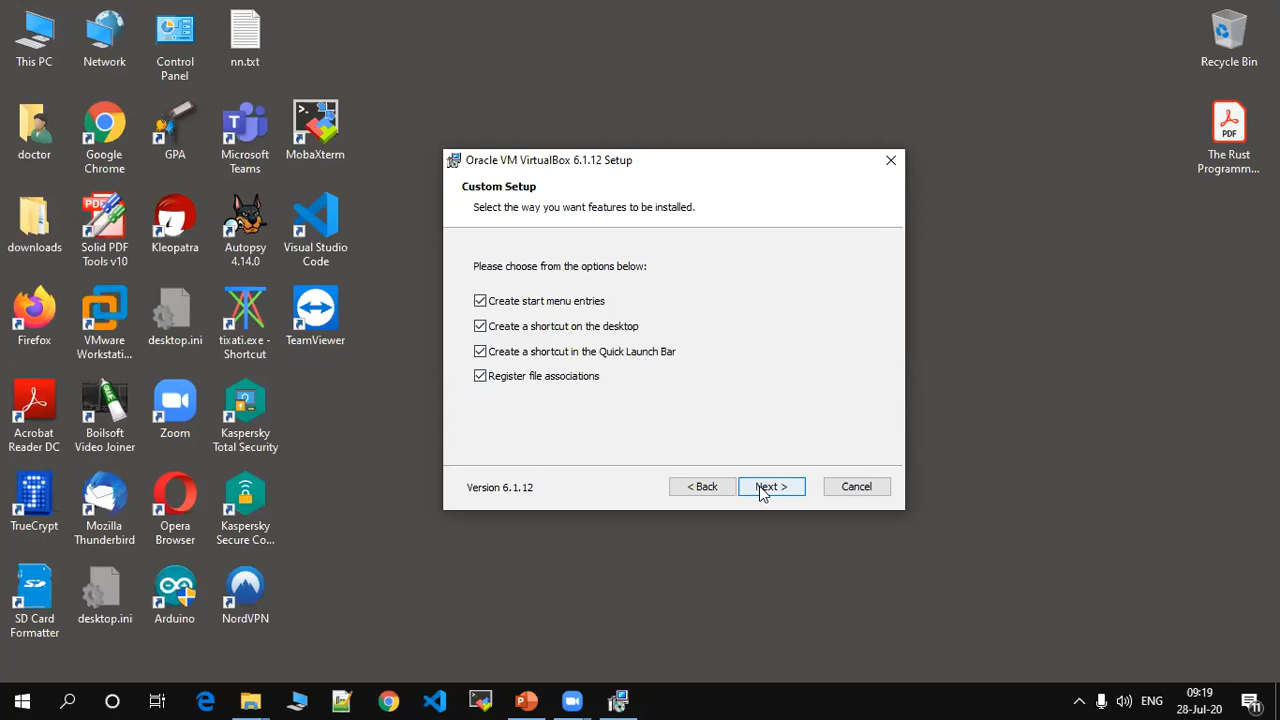 This PC
Network
Control
Panel
nn.txt
Recycle Bin
doctor
Google
Chrome
GPA
Microsoft
Teams
MobaXterm
PDF
The Rust
Programm...
downloads
PDF
Solid PDF
Tools v10
Kleopatra
Autopsy
4.14.0
Visual Studio
Code
Firefox
VMware
Workstati...
desktop.ini
tixati.exe -
Shortcut
TeamViewer
Acrobat
Reader DC
Boilsoft
Video Joiner
Zoom
Kaspersky
Total Security
TrueCrypt
Mozilla
Thunderbird
Opera
Browser
Kaspersky
Secure Co...
SD Card
Formatter
desktop.ini
Arduino
NordVPN
Oracle VM VirtualBox 6.1.12 Setup
Custom Setup
Select the way you want features to be installed.
Please choose from the options below:
Create start menu entries
Create a shortcut on the desktop
Create a shortcut in the Quick Launch Bar
Register file associations
Version 6.1.12
< Back
Next >
Cancel
ENG
09:19
28-Jul-20
11